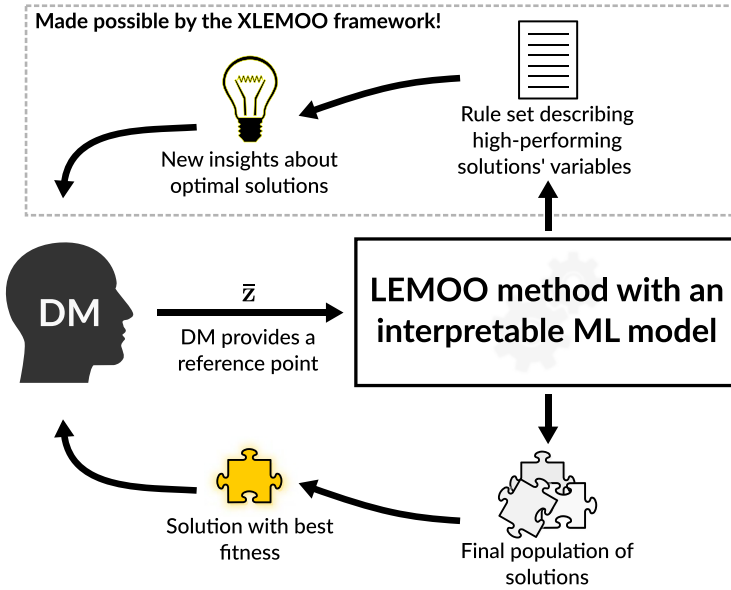 Made possible by the XLEMOO framework!
New insights about
optimal solutions
Rule set describing
high-performing
solutions' variables
DM
z̅
DM provides a
reference point
LEMOO method with an
interpretable ML model
Solution with best
fitness
Final population of
solutions